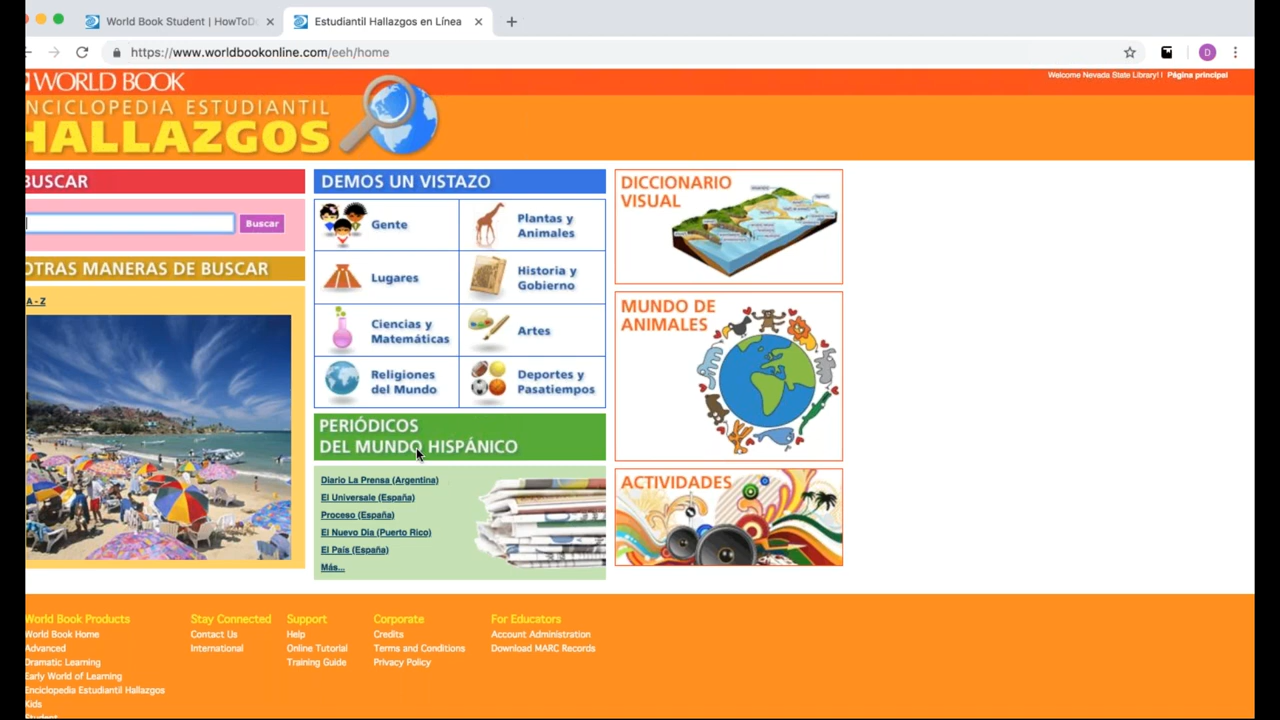 World Book Student | HowToDo
Estudiantil Hallazgos en Línea
https://www.worldbookonline.com/eeh/home
D
WORLD BOOK
Welcome Nevada State Library! | Página principal
NCICLOPEDIA ESTUDIANTIL
HALLAZGOS
BUSCAR
Buscar
OTRAS MANERAS DE BUSCAR
A - Z
DEMOS UN VISTAZO
Gente
Plantas y
Animales
Lugares
Historia y
Gobierno
Ciencias y
Matemáticas
Artes
Religiones
del Mundo
Deportes y
Pasatiempos
PERIÓDICOS
DEL MUNDO HISPÁNICO
Diario La Prensa (Argentina)
El Universale (España)
Proceso (España)
El Nuevo Dia (Puerto Rico)
El País (España)
Más...
DICCIONARIO
VISUAL
MUNDO DE
ANIMALES
ACTIVIDADES
World Book Products
World Book Home
Advanced
Dramatic Learning
Early World of Learning
Enciclopedia Estudiantil Hallazgos
Kids
Student
Stay Connected
Contact Us
International
Support
Help
Online Tutorial
Training Guide
Corporate
Credits
Terms and Conditions
Privacy Policy
For Educators
Account Administration
Download MARC Records